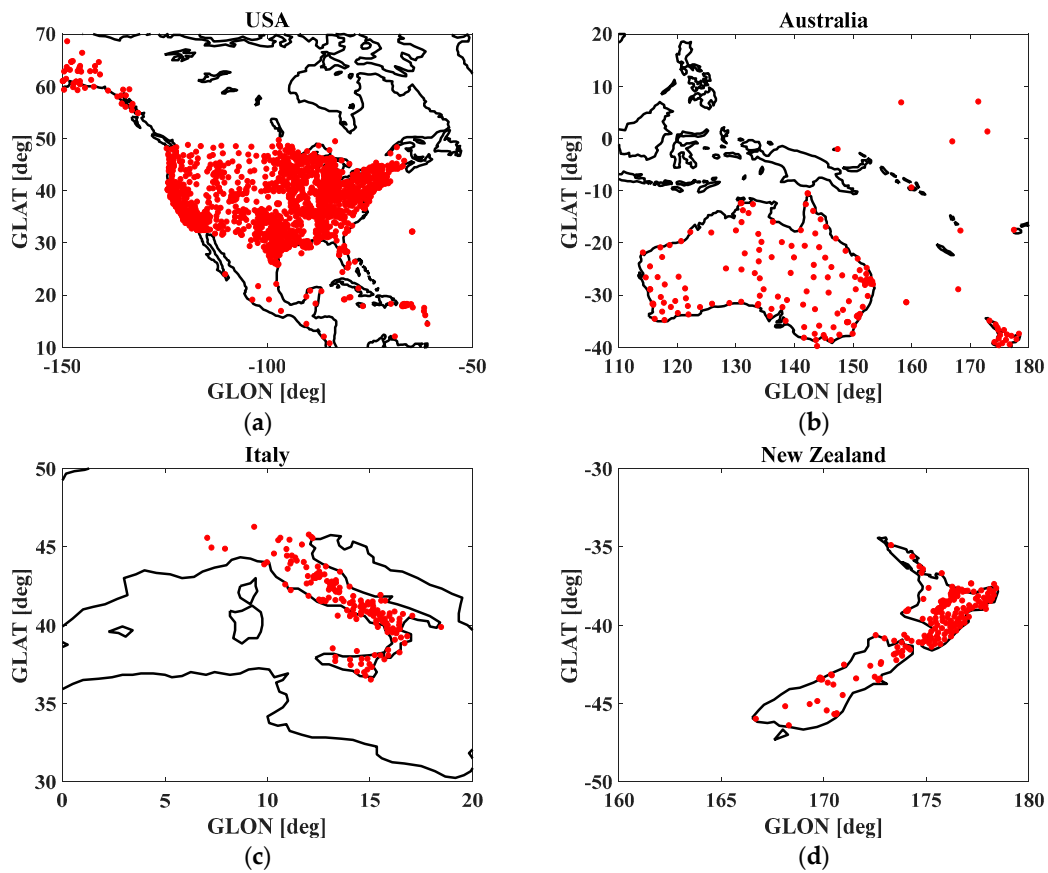 USA
70
60
50
40
30
20
10
GLAT [deg]
-150
-100
-50
GLON [deg]
(a)
Australia
20
10
0
-10
-20
-30
-40
GLAT [deg]
110
120
130
140
150
160
170
180
GLON [deg]
(b)
Italy
50
45
40
35
30
GLAT [deg]
0
5
10
15
20
GLON [deg]
(c)
New Zealand
-30
-35
-40
-45
-50
GLAT [deg]
160
165
170
175
180
GLON [deg]
(d)